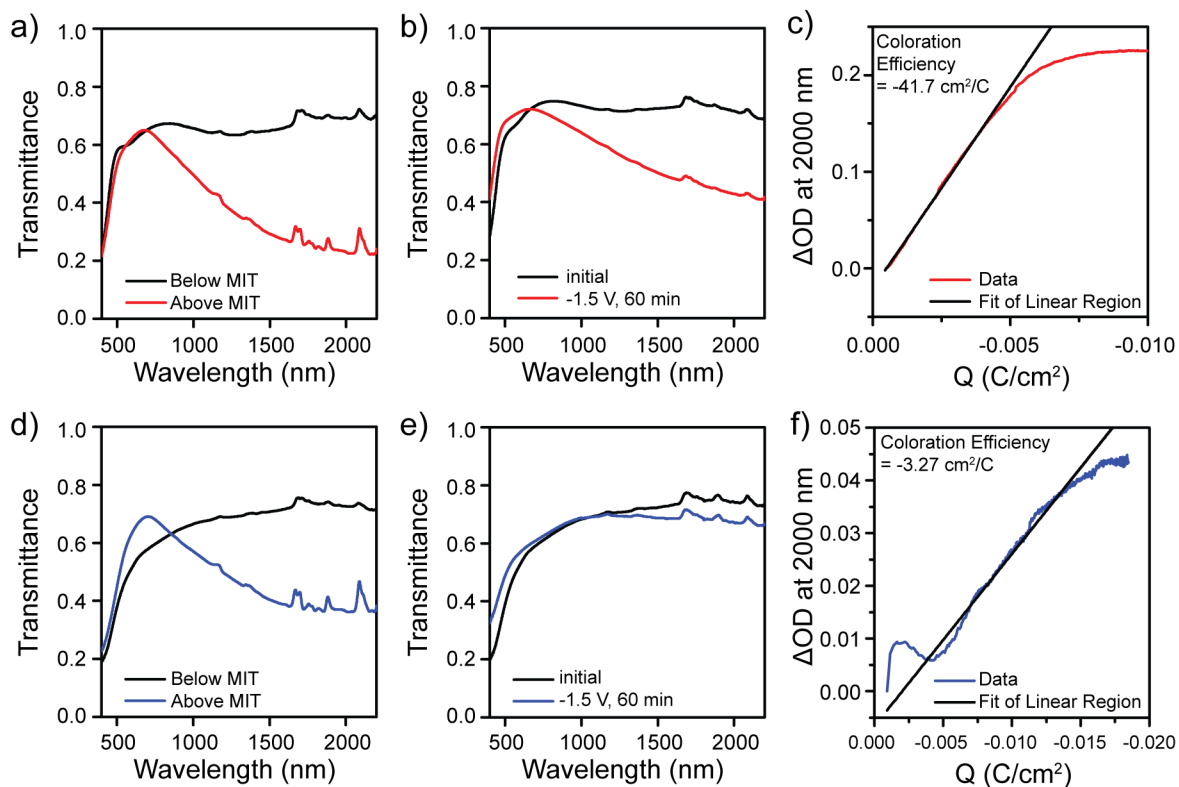 a)
1.0
0.8
0.6
0.4
0.2
0.0
Transmittance
Below MIT
Above MIT
500 1000 1500 2000
Wavelength (nm)
b)
1.0
0.8
0.6
0.4
0.2
0.0
Transmittance
initial
-1.5 V, 60 min
500 1000 1500 2000
Wavelength (nm)
c)
Coloration
Efficiency
= -41.7 cm²/C
0.2
0.1
0.0
ΔOD at 2000 nm
Data
Fit of Linear Region
0.000 -0.005 -0.010
Q (C/cm²)
d)
1.0
0.8
0.6
0.4
0.2
0.0
Transmittance
Below MIT
Above MIT
500 1000 1500 2000
Wavelength (nm)
e)
1.0
0.8
0.6
0.4
0.2
0.0
Transmittance
initial
-1.5 V, 60 min
500 1000 1500 2000
Wavelength (nm)
f)
Coloration Efficiency
= -3.27 cm²/C
0.05
0.04
0.03
0.02
0.01
0.00
ΔOD at 2000 nm
Data
Fit of Linear Region
0.000 -0.005 -0.010 -0.015 -0.020
Q (C/cm²)